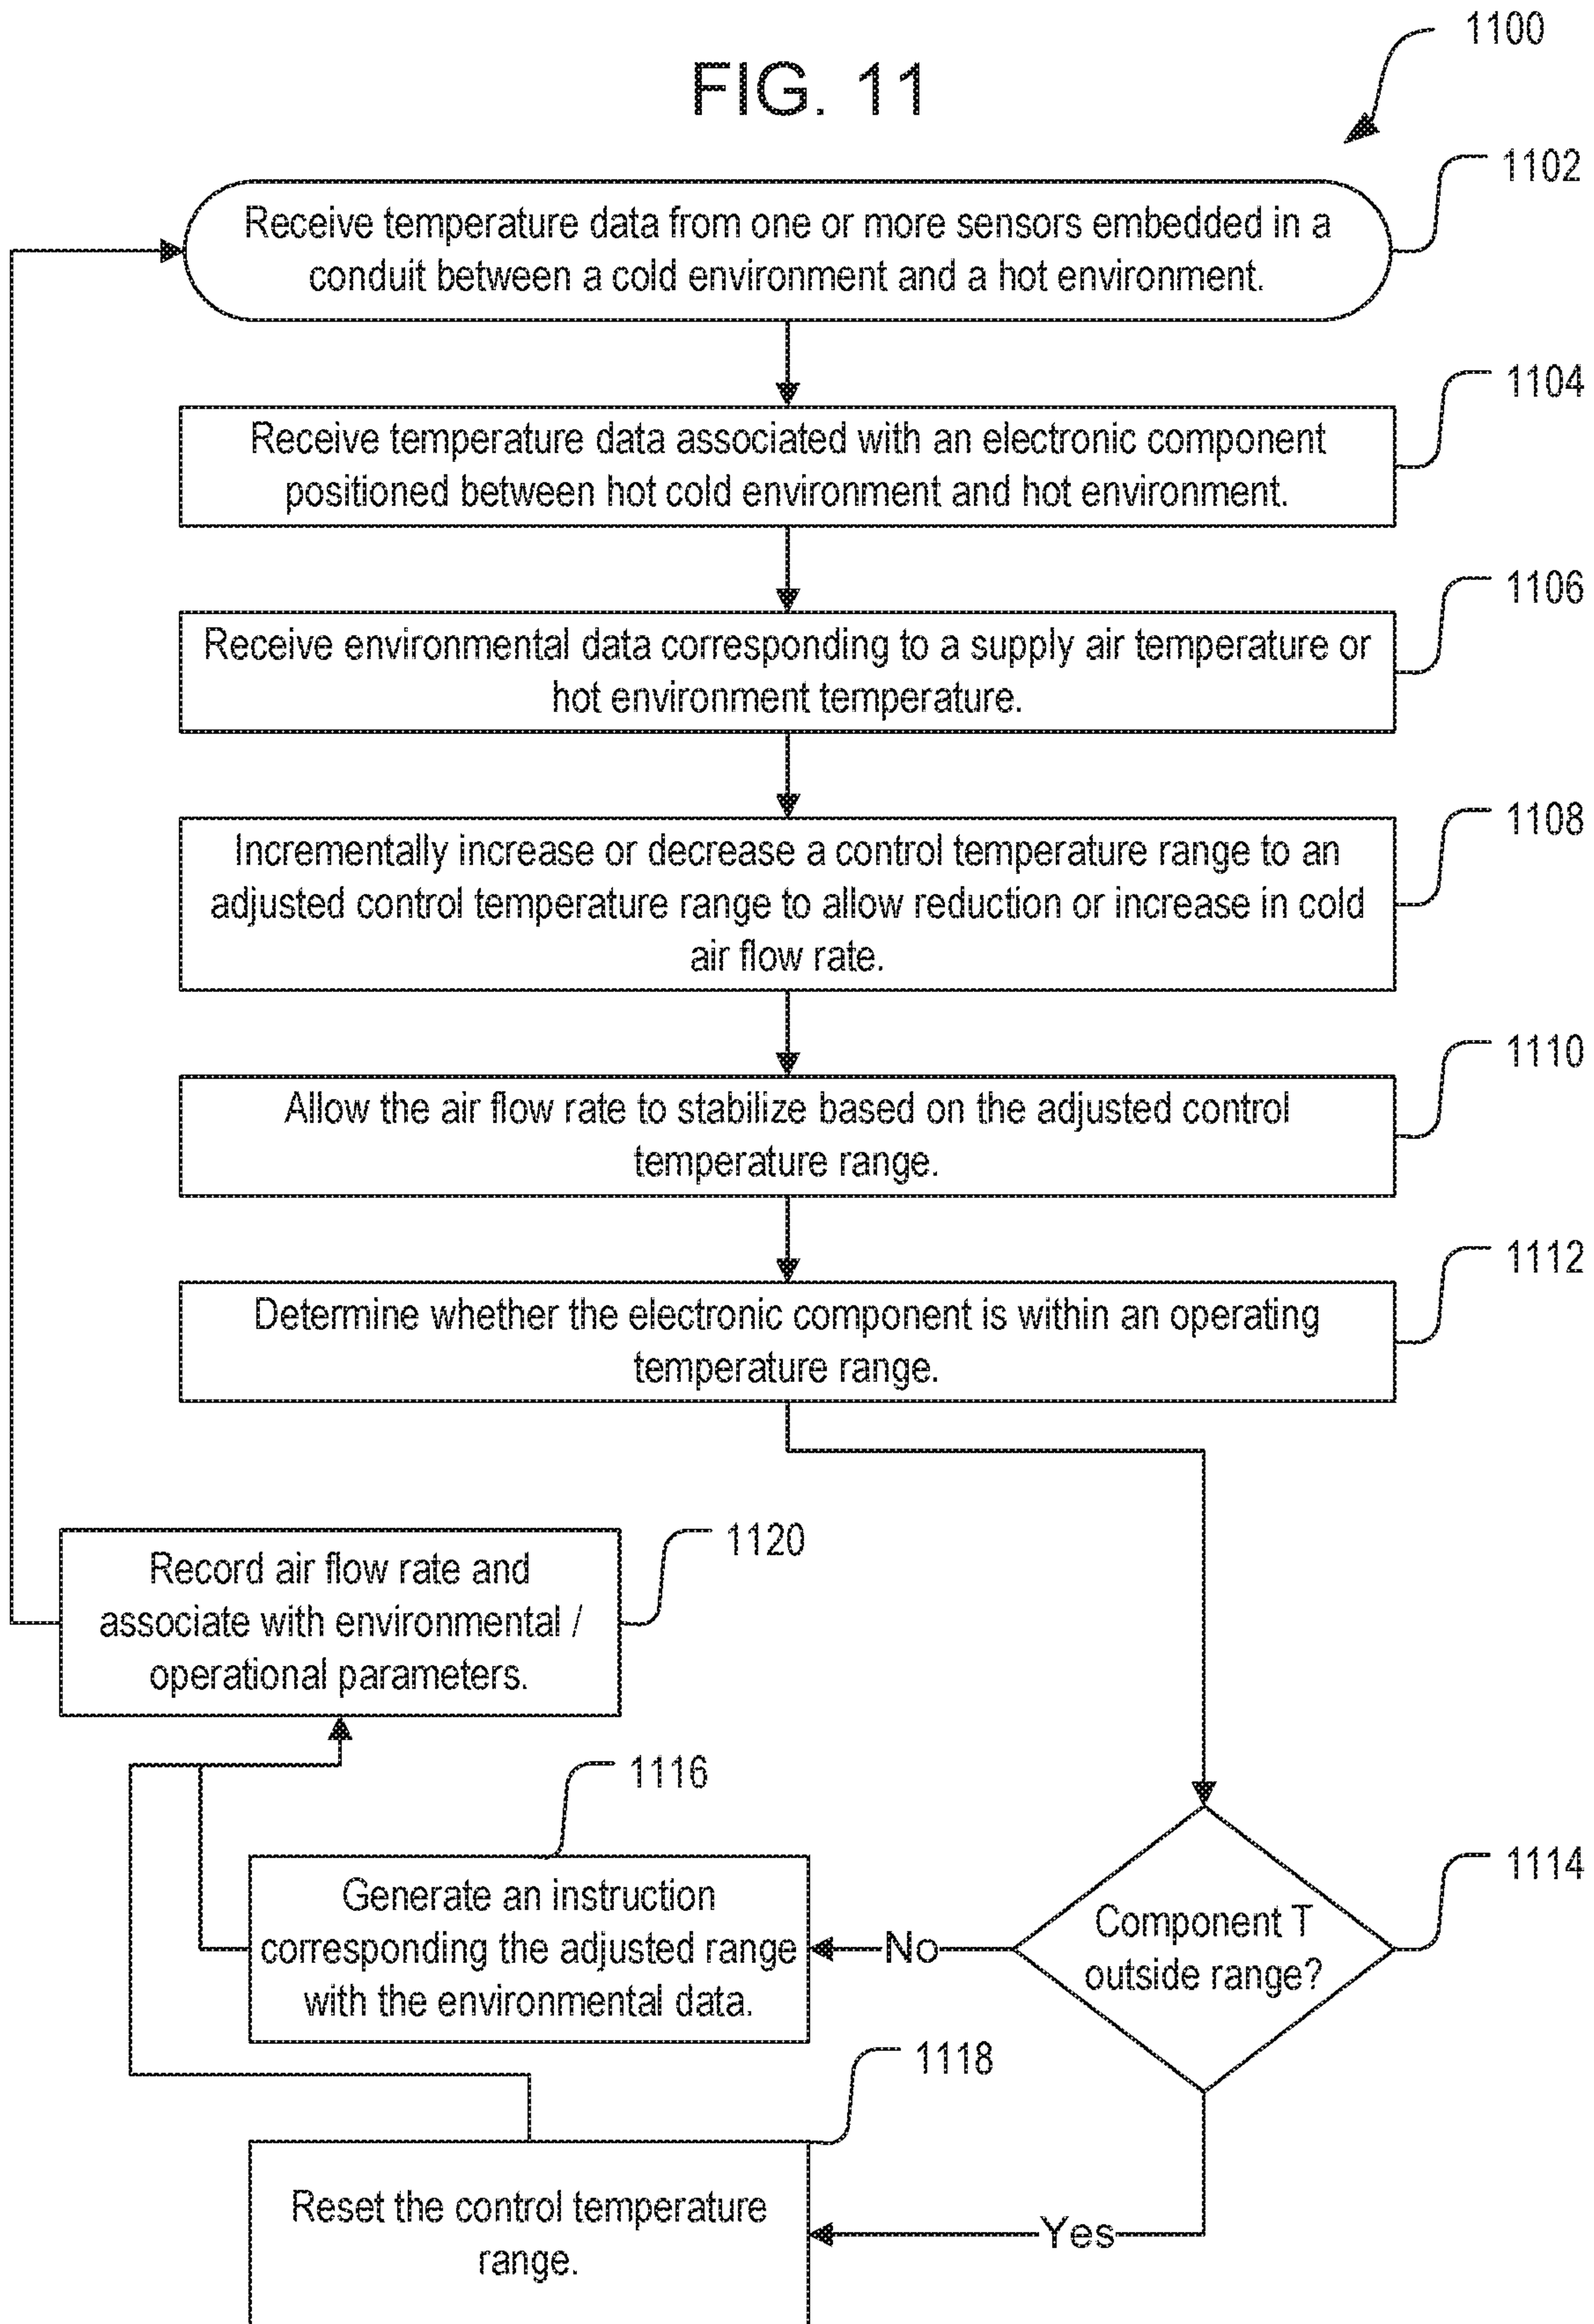 1100
FIG. 11
1102
Receive temperature data from one or more sensors embedded in a
conduit between a cold environment and a hot environment.
1104
Receive temperature data associated with an electronic component
positioned between hot cold environment and hot environment.
1106
Receive environmental data corresponding to a supply air temperature or
hot environment temperature.
1108
Incrementally increase or decrease a control temperature range to an
adjusted control temperature range to allow reduction or increase in cold
air flow rate.
1110
Allow the air flow rate to stabilize based on the adjusted control
temperature range.
1112
Determine whether the electronic component is within an operating
temperature range.
1120
Record air flow rate and
associate with environmental /
operational parameters.
1116
Generate an instruction
corresponding the adjusted range
with the environmental data.
No
1114
Component T
outside range?
1118
Reset the control temperature
range.
Yes